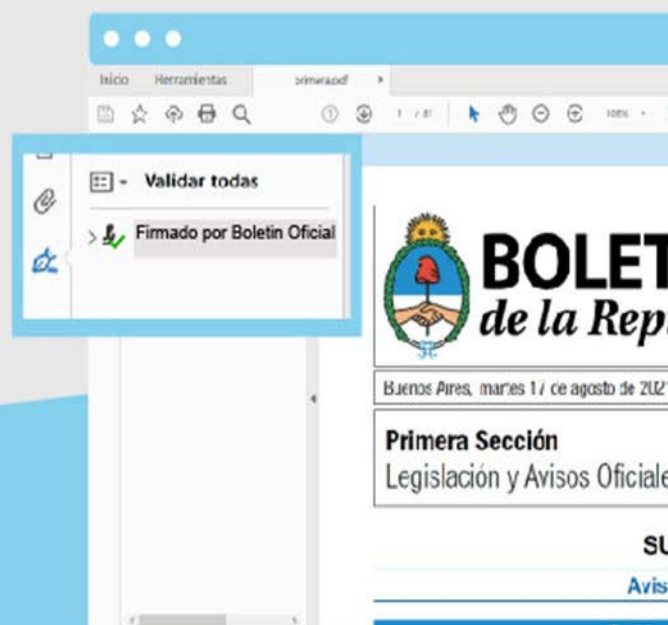 Inicio Herramientas primera.pdf
1 / 81
Validar todas
Firmado por Boletin Oficial
BOLET
de la Rep
Buenos Aires, martes 17 de agosto de 202
Primera Sección
Legislación y Avisos Oficiale
SU
Avis